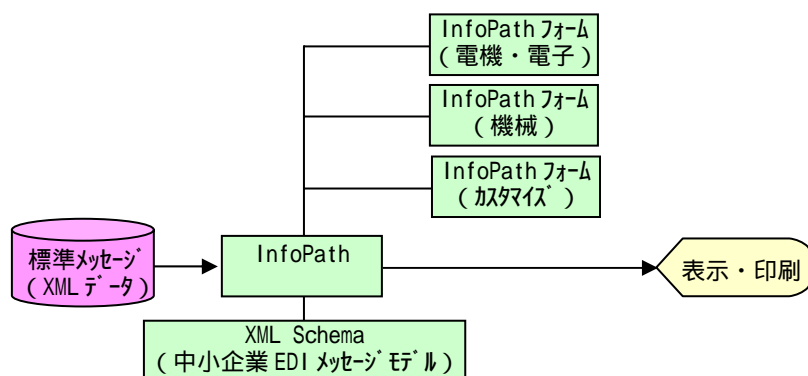 InfoPath ﾌｫｰﾑ
(電機・電子)
InfoPath ﾌｫｰﾑ
(機械)
InfoPath ﾌｫｰﾑ
(ｶｽﾀﾏｲｽﾞ)
標準ﾒｯｾｰｼﾞ
(XML ﾃﾞｰﾀ)
InfoPath
表示・印刷
XML Schema
(中小企業 EDI ﾒｯｾｰｼﾞﾓﾃﾞﾙ)